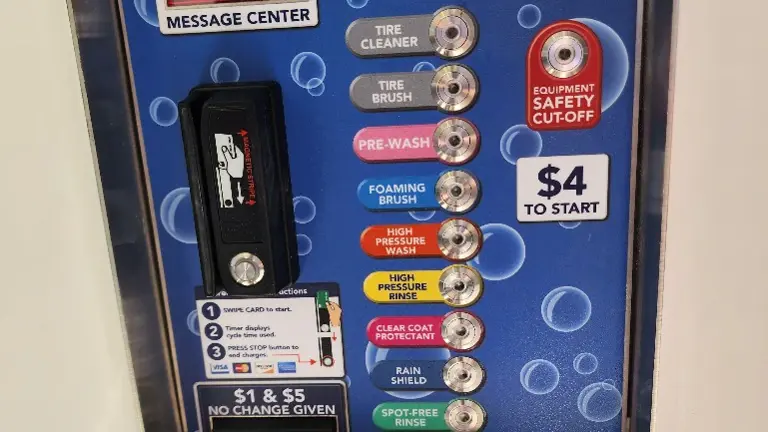 MESSAGE CENTER
TIRE
CLEANER
TIRE
BRUSH
PRE-WASH
FOAMING
BRUSH
HIGH
PRESSURE
WASH
HIGH
PRESSURE
RINSE
CLEAR COAT
PROTECTANT
RAIN
SHIELD
SPOT-FREE
RINSE
EQUIPMENT
SAFETY
CUT-OFF
$4
TO START
MAGNETIC STRIPE
1 SWIPE CARD to start.
2 Timer displays
cycle time used.
3 PRESS STOP button to
end charges.
VISA
$1 & $5
NO CHANGE GIVEN